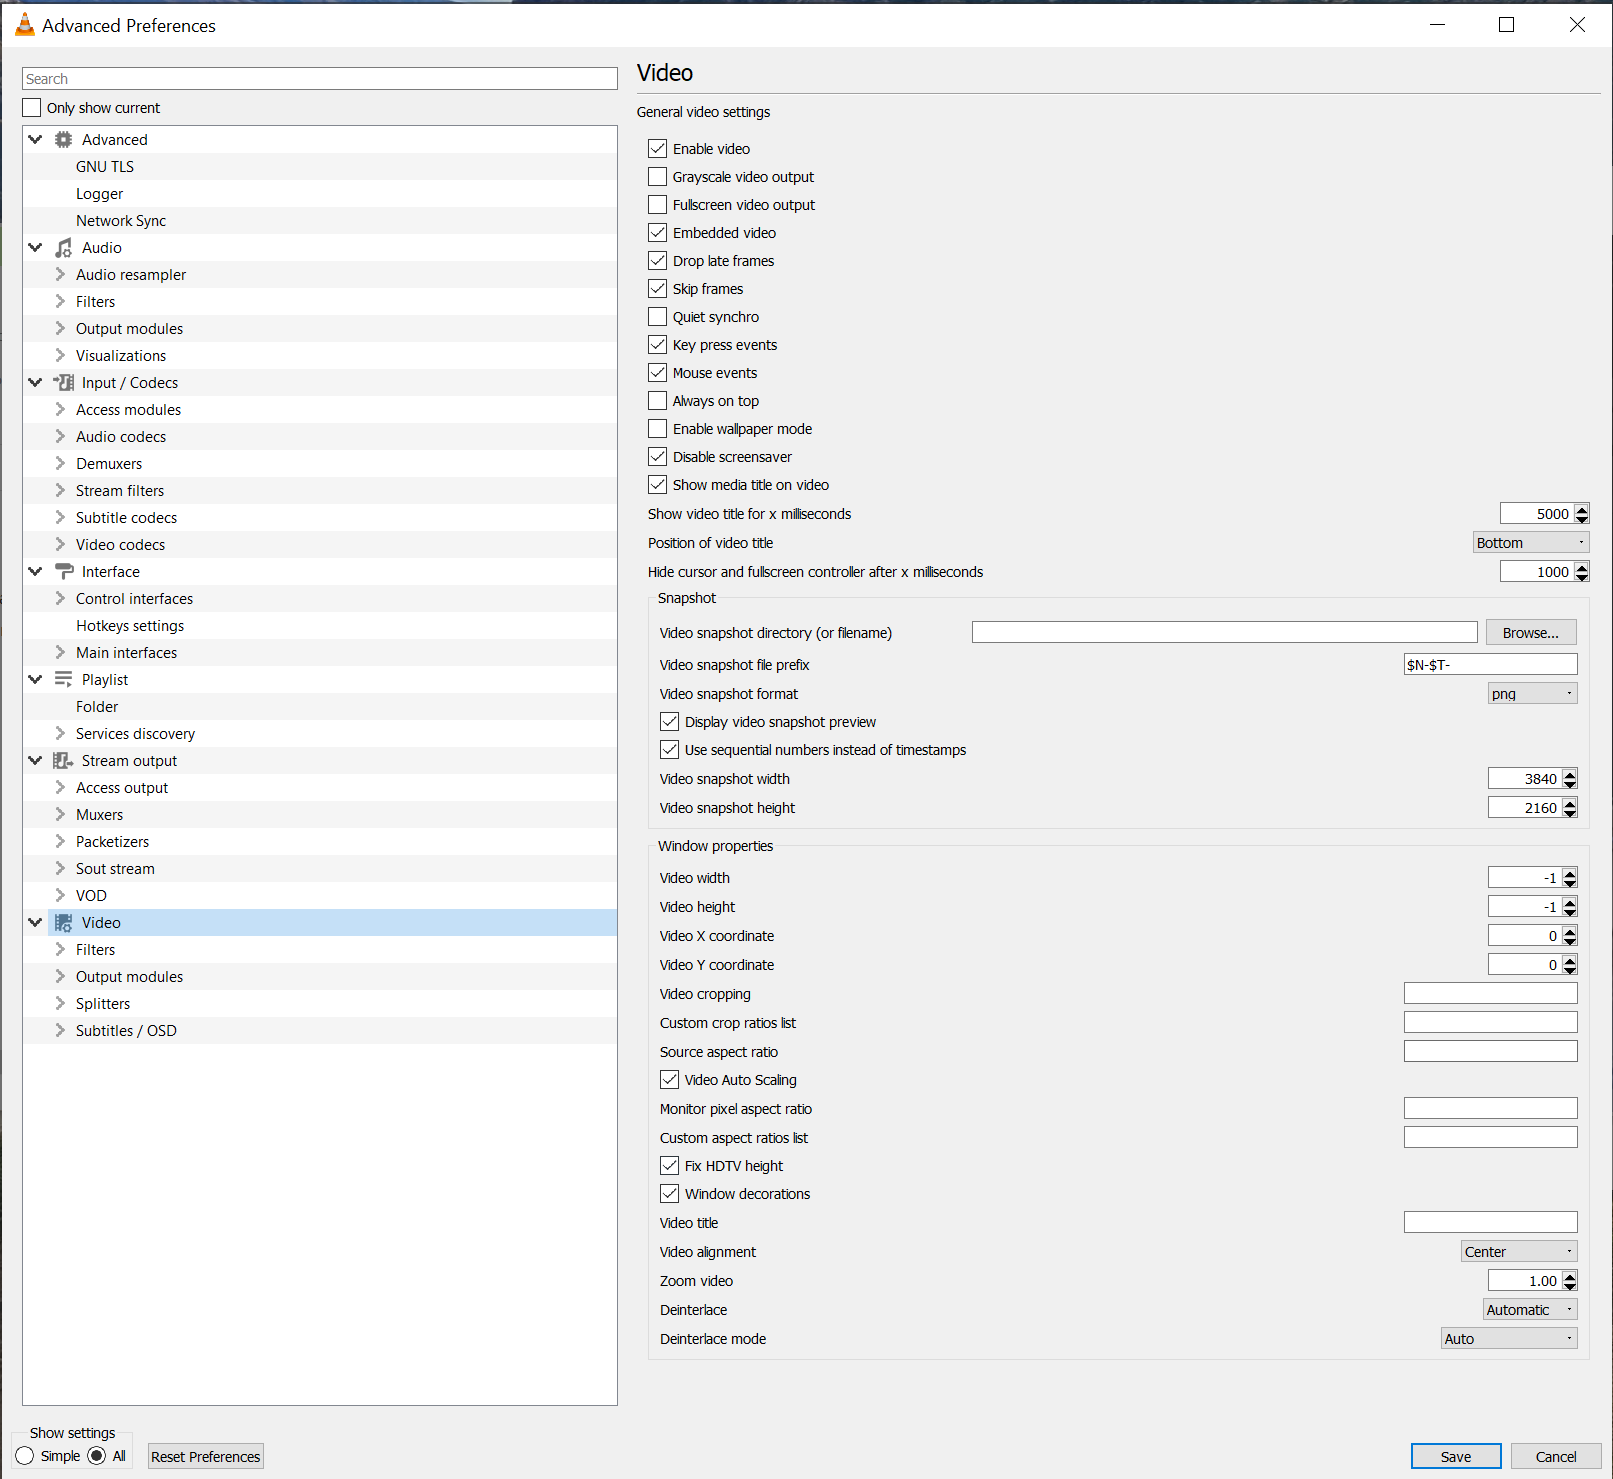 Advanced Preferences
Search
Only show current
Advanced
GNU TLS
Logger
Network Sync
Audio
Audio resampler
Filters
Output modules
Visualizations
Input / Codecs
Access modules
Audio codecs
Demuxers
Stream filters
Subtitle codecs
Video codecs
Interface
Control interfaces
Hotkeys settings
Main interfaces
Playlist
Folder
Services discovery
Stream output
Access output
Muxers
Packetizers
Sout stream
VOD
Video
Filters
Output modules
Splitters
Subtitles / OSD
Show settings
Simple All Reset Preferences
Video
General video settings
Enable video
Grayscale video output
Fullscreen video output
Embedded video
Drop late frames
Skip frames
Quiet synchro
Key press events
Mouse events
Always on top
Enable wallpaper mode
Disable screensaver
Show media title on video
Show video title for x milliseconds 5000
Position of video title Bottom
Hide cursor and fullscreen controller after x milliseconds 1000
Snapshot
Video snapshot directory (or filename) Browse...
Video snapshot file prefix $N-$T-
Video snapshot format png
Display video snapshot preview
Use sequential numbers instead of timestamps
Video snapshot width 3840
Video snapshot height 2160
Window properties
Video width -1
Video height -1
Video X coordinate 0
Video Y coordinate 0
Video cropping
Custom crop ratios list
Source aspect ratio
Video Auto Scaling
Monitor pixel aspect ratio
Custom aspect ratios list
Fix HDTV height
Window decorations
Video title
Video alignment Center
Zoom video 1.00
Deinterlace Automatic
Deinterlace mode Auto
Save Cancel